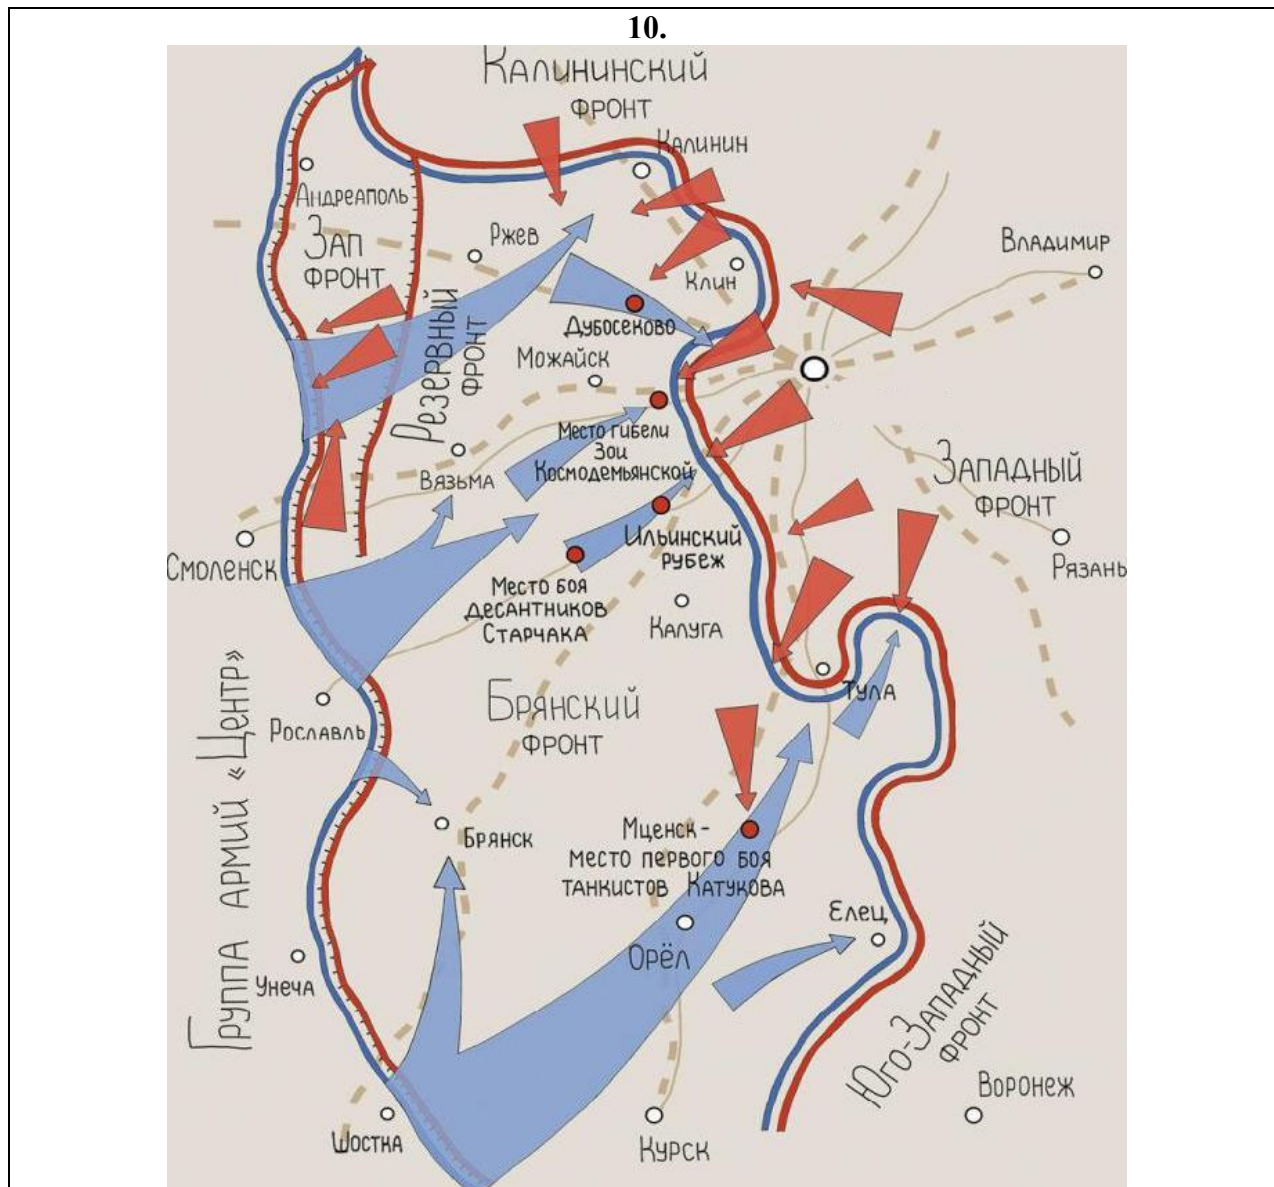 10.
Калининский
фронт
Калинин
Андреаполь
Зап
фронт
Ржев
Владимир
Клин
Резервный
фронт
Дубосеково
Можайск
Место гибели
Зои
Космодемьянской
Западный
фронт
Вязьма
Смоленск
Ильинский
рубеж
Рязань
Место боя
десантников
Старчака
Калуга
Группа армий «Центр»
Рославль
Брянский
фронт
Тула
Брянск
Мценск-
место первого боя
танкистов Катукова
Елец
Орёл
Унеча
Юго-Западный
фронт
Воронеж
Шостка
Курск